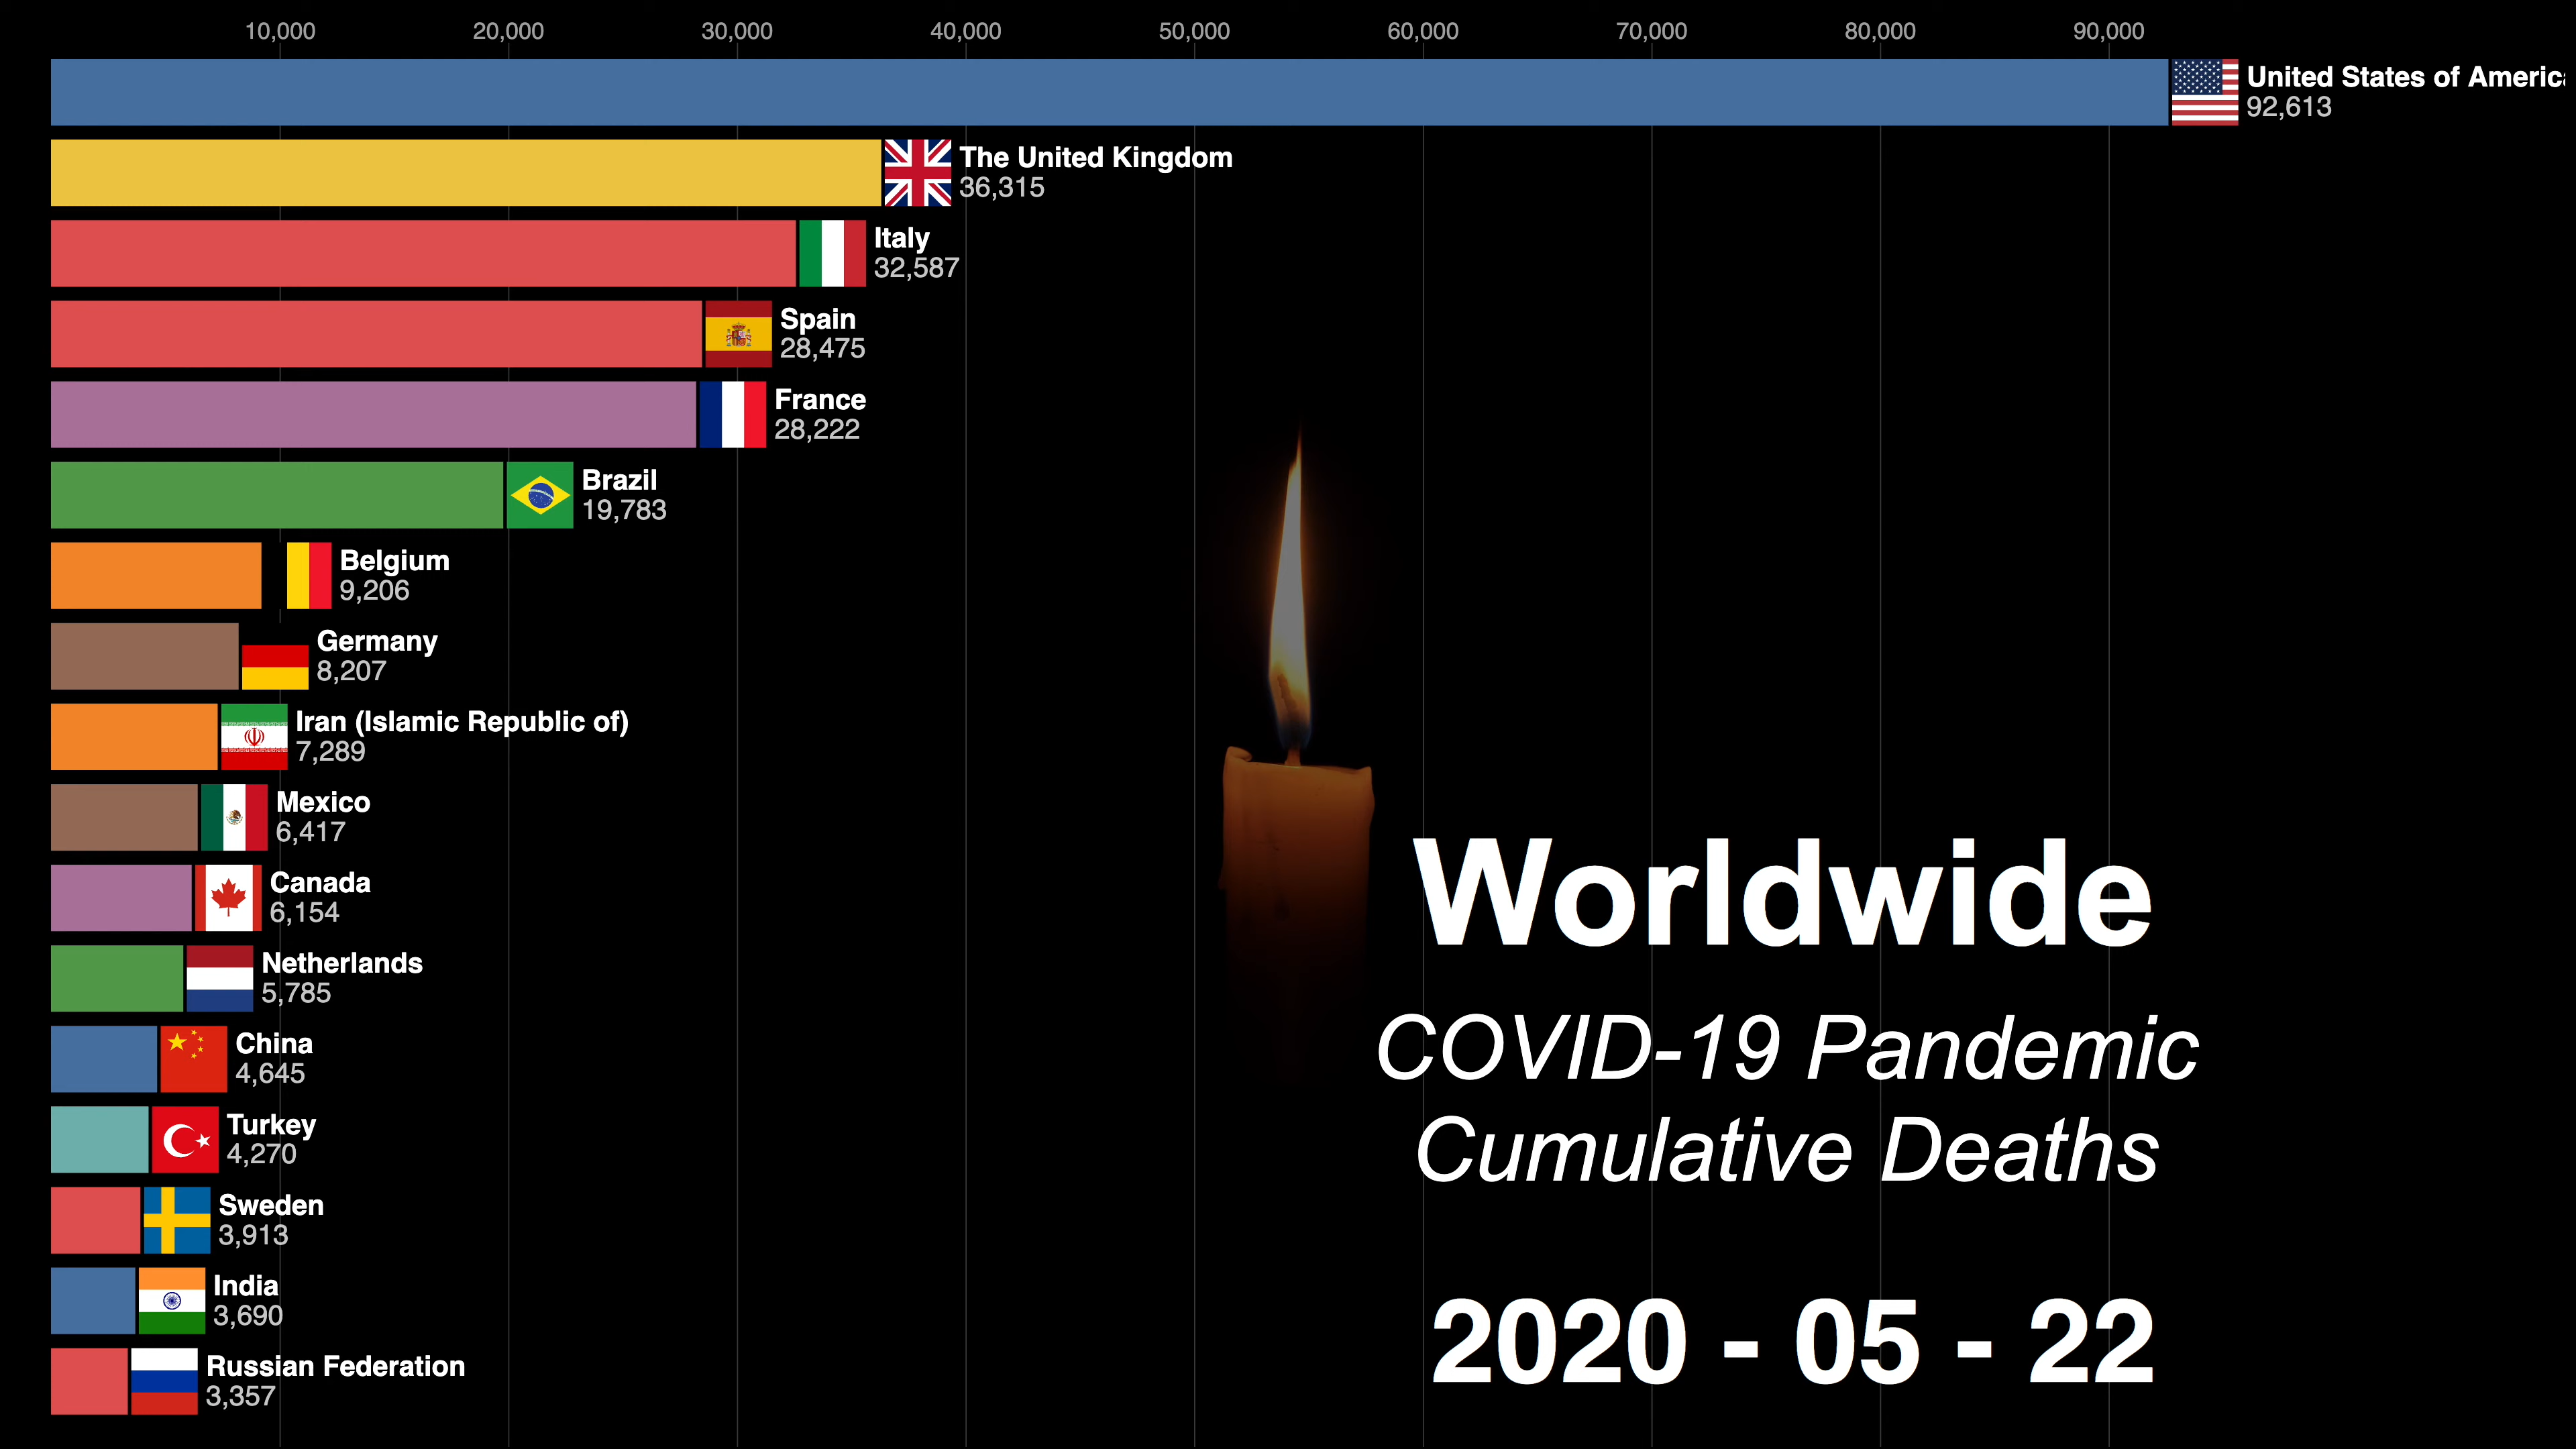 10,000 20,000 30,000 40,000 50,000 60,000 70,000 80,000 90,000
United States of Americ
92,613
The United Kingdom
36,315
Italy
32,587
Spain
28,475
France
28,222
Brazil
19,783
Belgium
9,206
Germany
8,207
Iran (Islamic Republic of)
7,289
Mexico
6,417
Canada
6,154
Netherlands
5,785
China
4,645
Turkey
4,270
Sweden
3,913
India
3,690
Russian Federation
3,357
Worldwide
COVID-19 Pandemic
Cumulative Deaths
2020 - 05 - 22